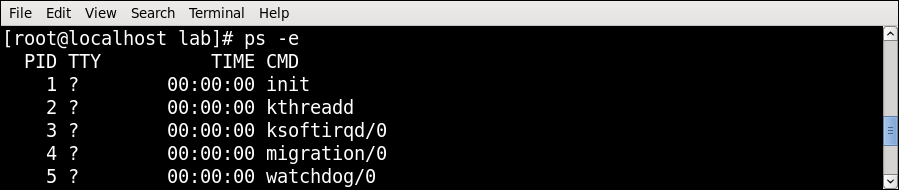 File Edit View Search Terminal Help
[root@localhost lab]# ps -e
  PID TTY          TIME CMD
    1 ?        00:00:00 init
    2 ?        00:00:00 kthreadd
    3 ?        00:00:00 ksoftirqd/0
    4 ?        00:00:00 migration/0
    5 ?        00:00:00 watchdog/0